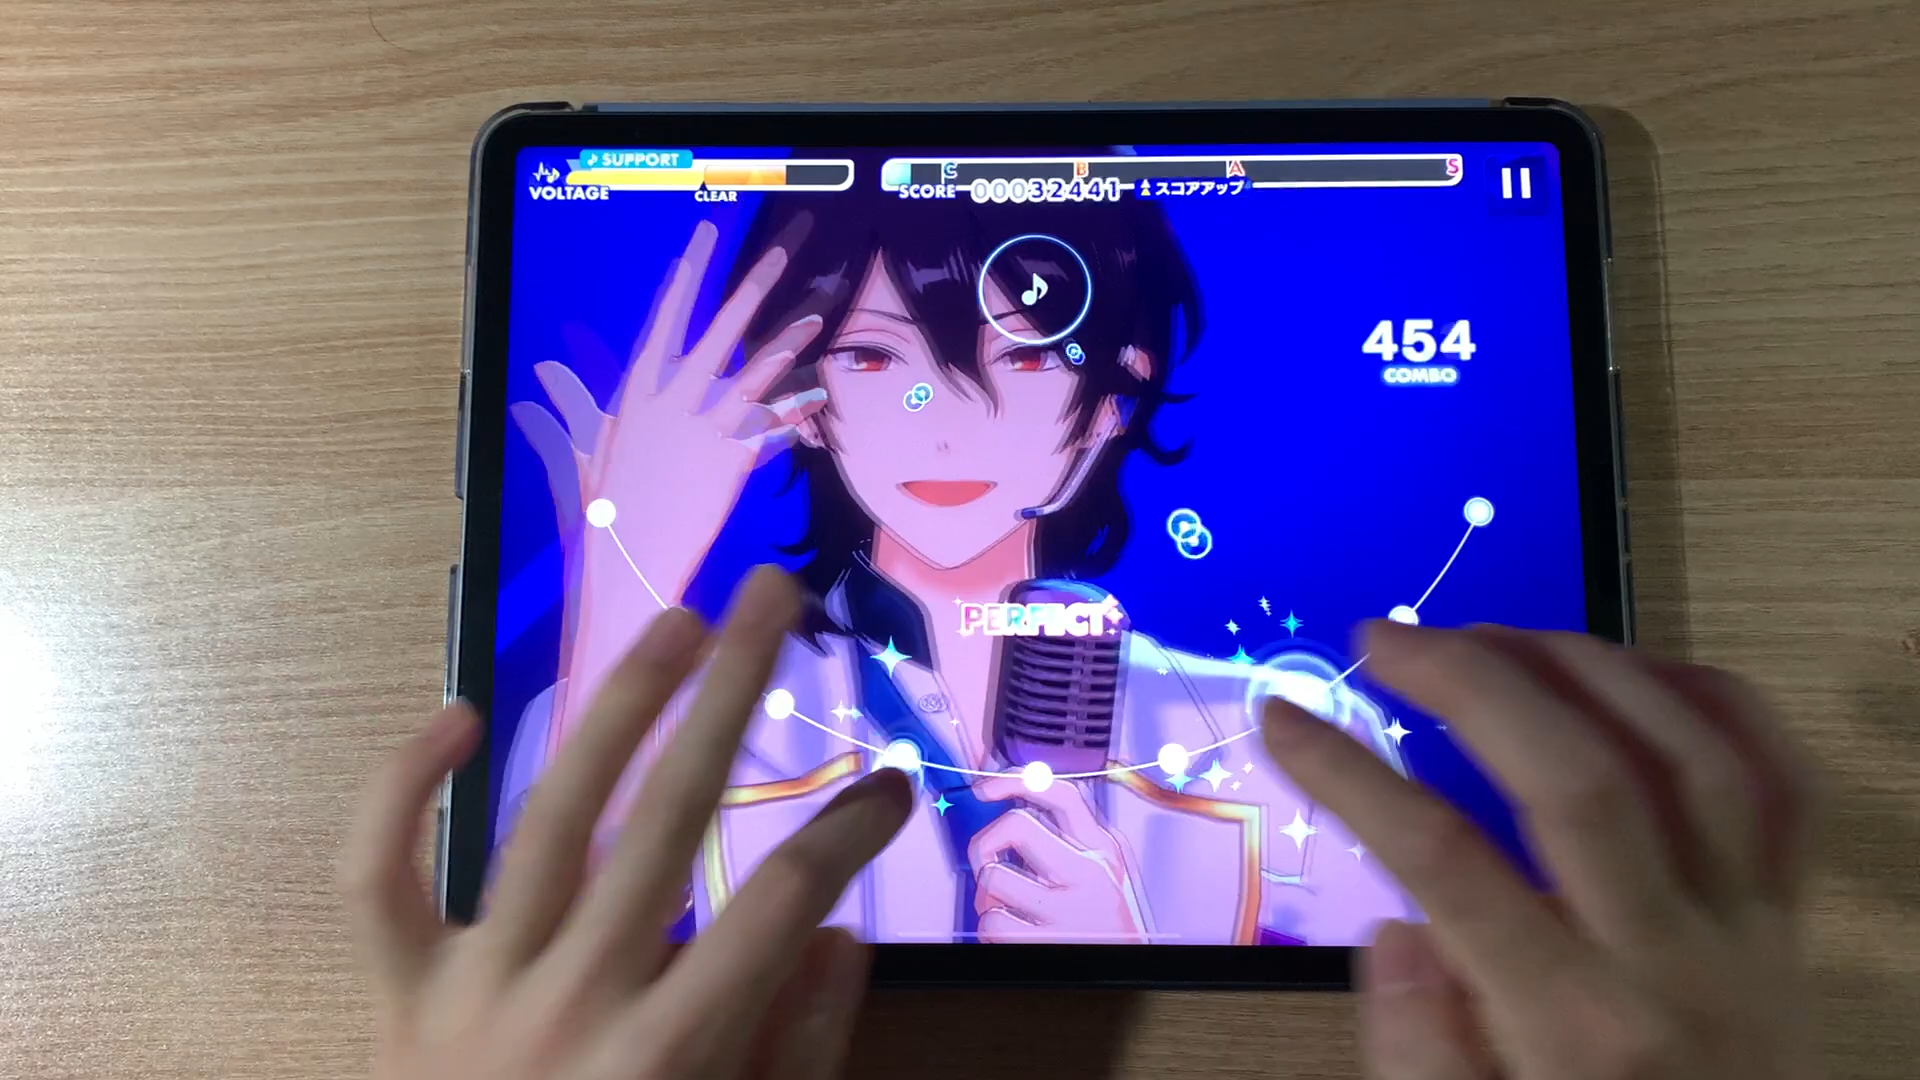 SUPPORT
VOLTAGE
CLEAR
C
B
A
S
SCORE 00032441 スコアアップ
454
COMBO
PERFECT